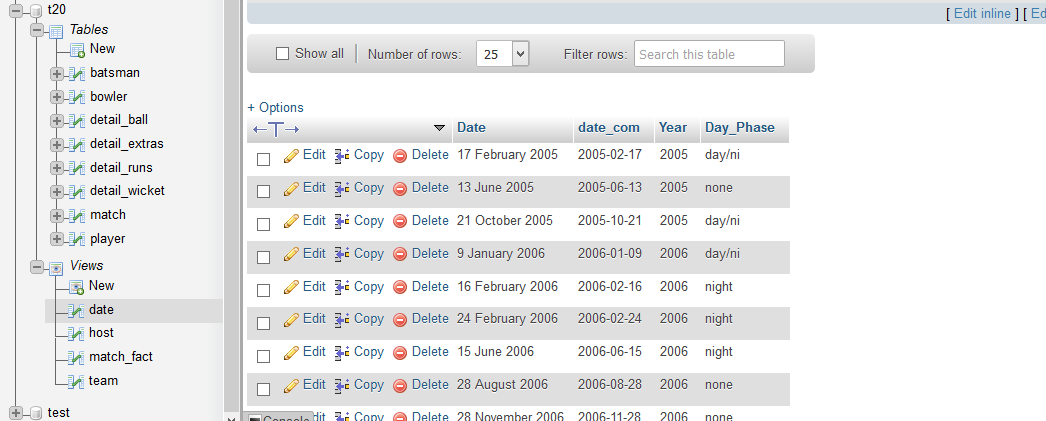 t20
Tables
New
batsman
bowler
detail_ball
detail_extras
detail_runs
detail_wicket
match
player
Views
New
date
host
match_fact
team
test
[ Edit inline ] [ Ed
Show all Number of rows: 25 Filter rows: Search this table
+ Options
←T→ Date date_com Year Day_Phase
Edit Copy Delete 17 February 2005 2005-02-17 2005 day/ni
Edit Copy Delete 13 June 2005 2005-06-13 2005 none
Edit Copy Delete 21 October 2005 2005-10-21 2005 day/ni
Edit Copy Delete 9 January 2006 2006-01-09 2006 day/ni
Edit Copy Delete 16 February 2006 2006-02-16 2006 night
Edit Copy Delete 24 February 2006 2006-02-24 2006 night
Edit Copy Delete 15 June 2006 2006-06-15 2006 night
Edit Copy Delete 28 August 2006 2006-08-28 2006 none
dit Copy Delete 28 November 2006 2006-11-28 2006 none
Console